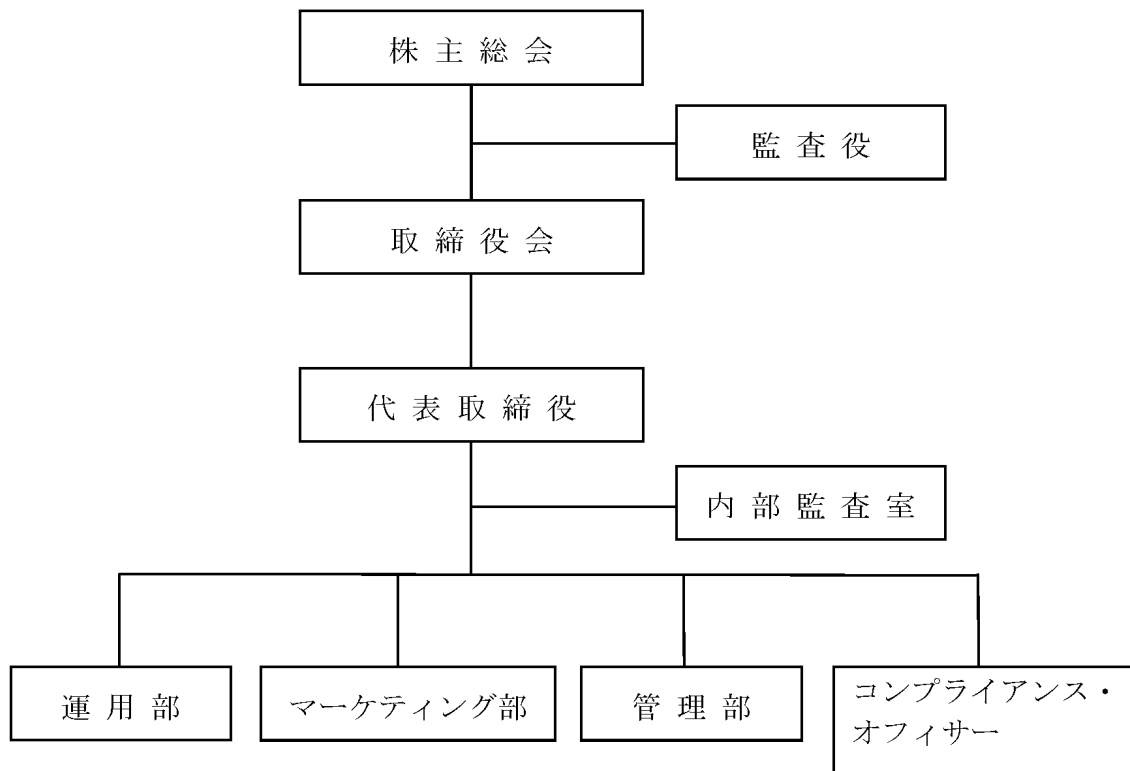 株主総会
監査役
取締役会
代表取締役
内部監査室
運用部
マーケティング部
管理部
コンプライアンス・
オフィサー